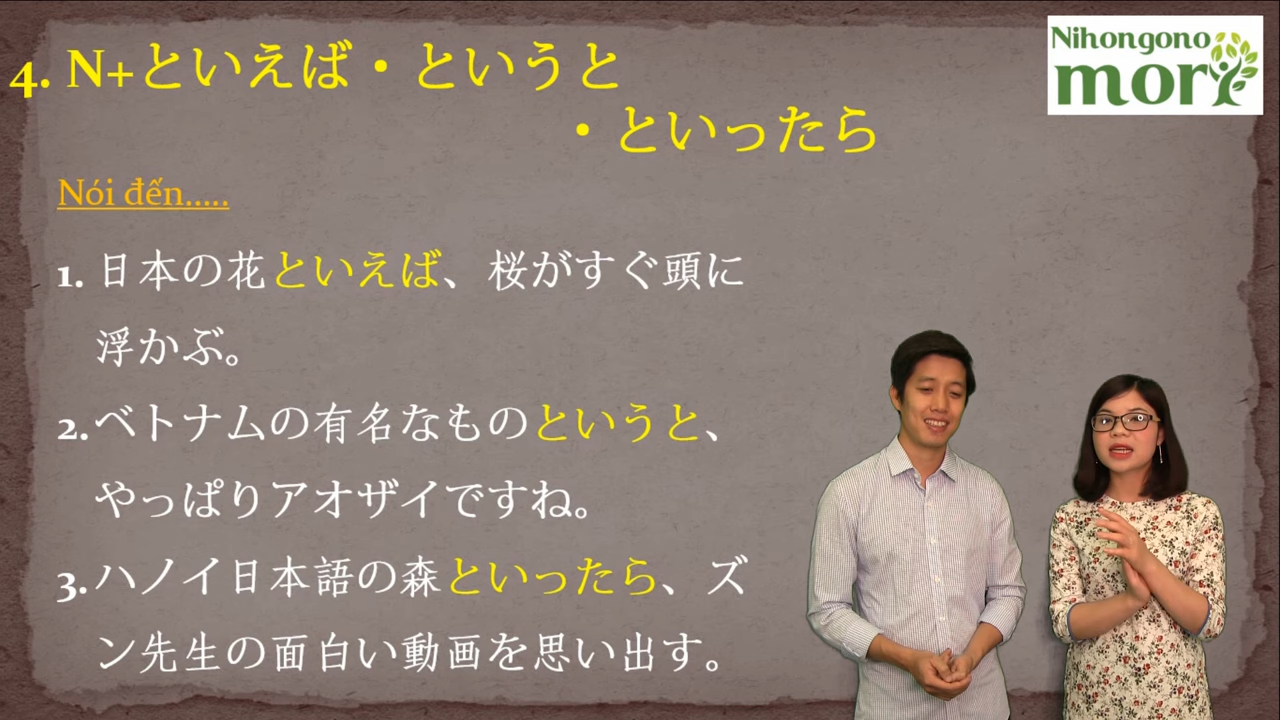 4. N+といえば・というと
・といったら
Nihongono
mori
Nói đến.....
1. 日本の花といえば、桜がすぐ頭に
浮かぶ。
2.ベトナムの有名なものというと、
やっぱりアオザイですね。
3.ハノイ日本語の森といったら、ズ
ン先生の面白い動画を思い出す。